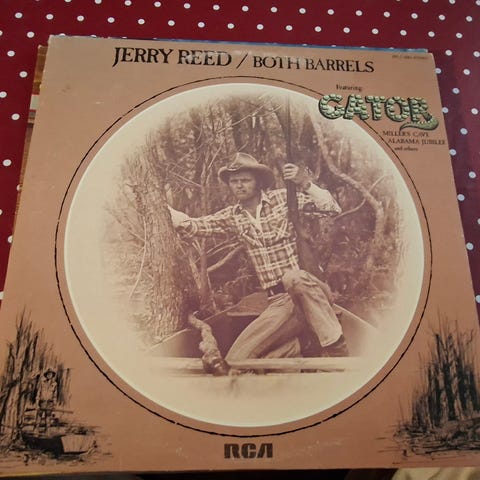 JERRY REED / BOTH BARRELS
Featuring
GATOR
MILLER'S CAVE
ALABAMA JUBILEE
and others
RCA